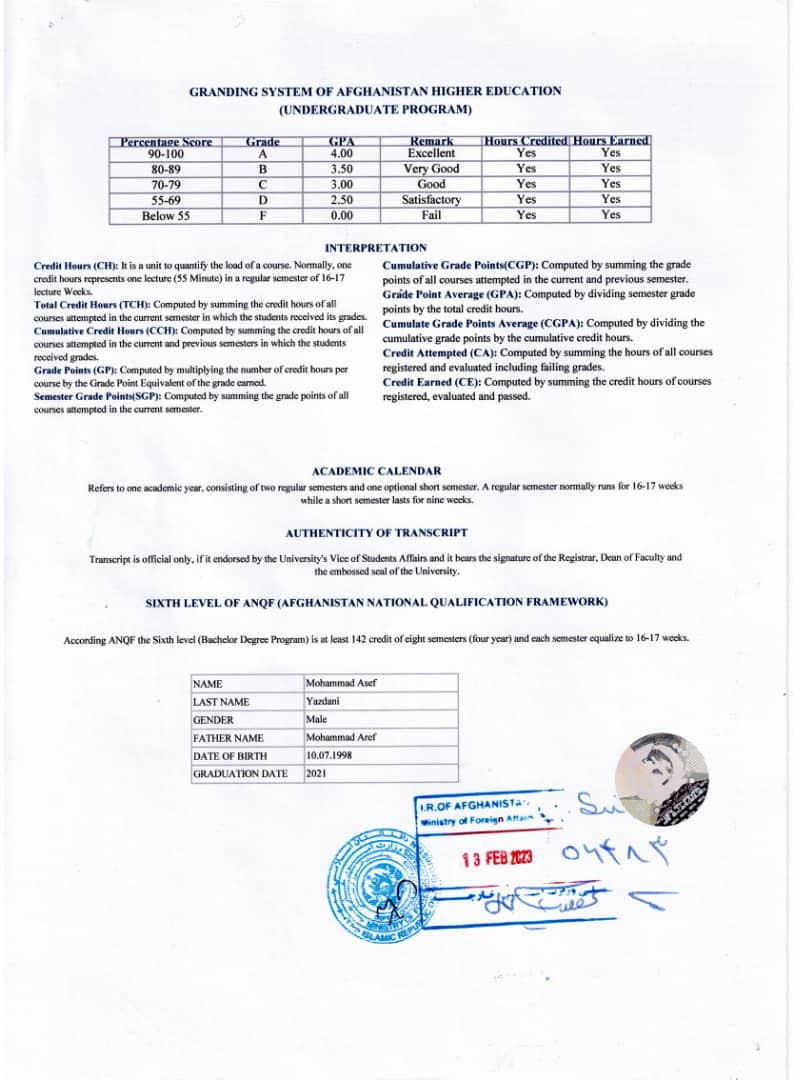 GRANDING SYSTEM OF AFGHANISTAN HIGHER EDUCATION
(UNDERGRADUATE PROGRAM)
Percentage Score Grade GPA Remark Hours Credited Hours Earned
90-100 A 4.00 Excellent Yes Yes
80-89 B 3.50 Very Good Yes Yes
70-79 C 3.00 Good Yes Yes
55-69 D 2.50 Satisfactory Yes Yes
Below 55 F 0.00 Fail Yes Yes
INTERPRETATION
Credit Hours (CH): It is a unit to quantify the load of a course. Normally, one
credit hours represents one lecture (55 Minute) in a regular semester of 16-17
lecture Weeks.
Total Credit Hours (TCH): Computed by summing the credit hours of all
courses attempted in the current semester in which the students received its grades.
Cumulative Credit Hours (CCH): Computed by summing the credit hours of all
courses attempted in the current and previous semesters in which the students
received grades.
Grade Points (GP): Computed by multiplying the number of credit hours per
course by the Grade Point Equivalent of the grade earned.
Semester Grade Points(SGP): Computed by summing the grade points of all
courses attempted in the current semester.
Cumulative Grade Points(CGP): Computed by summing the grade
points of all courses attempted in the current and previous semester.
Grade Point Average (GPA): Computed by dividing semester grade
points by the total credit hours.
Cumulate Grade Points Average (CGPA): Computed by dividing the
cumulative grade points by the cumulative credit hours.
Credit Attempted (CA): Computed by summing the hours of all courses
registered and evaluated including failing grades.
Credit Earned (CE): Computed by summing the credit hours of courses
registered, evaluated and passed.
ACADEMIC CALENDAR
Refers to one academic year, consisting of two regular semesters and one optional short semester. A regular semester normally runs for 16-17 weeks
while a short semester lasts for nine weeks.
AUTHENTICITY OF TRANSCRIPT
Transcript is official only, if it endorsed by the University's Vice of Students Affairs and it bears the signature of the Registrar, Dean of Faculty and
the embossed seal of the University.
SIXTH LEVEL OF ANQF (AFGHANISTAN NATIONAL QUALIFICATION FRAMEWORK)
According ANQF the Sixth level (Bachelor Degree Program) is at least 142 credit of eight semesters (four year) and each semester equalize to 16-17 weeks.
NAME Mohammad Asef
LAST NAME Yazdani
GENDER Male
FATHER NAME Mohammad Aref
DATE OF BIRTH 10.07.1998
GRADUATION DATE 2021
I.R.OF AFGHANISTA
Ministry of Foreign Affair
13 FEB 2023
MINISTRY OF
ISLAMIC REPUBLIC